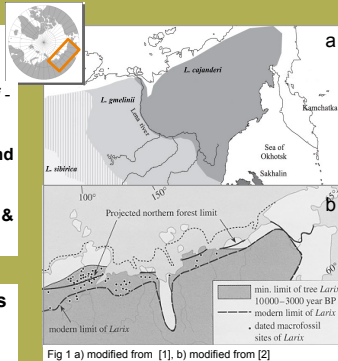 f -
nd
&
s
a
L. cajanderi
L. gmelinii
Lena river
Kamchatka
Sea of
Okhotsk
Sakhalin
L. sibirica
100°
150°
b
Projected northern forest limit
60°
modern limit of Larix
min. limit of tree Larix
10000–3000 year BP
modern limit of Larix
dated macrofossil
sites of Larix
Fig 1 a) modified from [1], b) modified from [2]